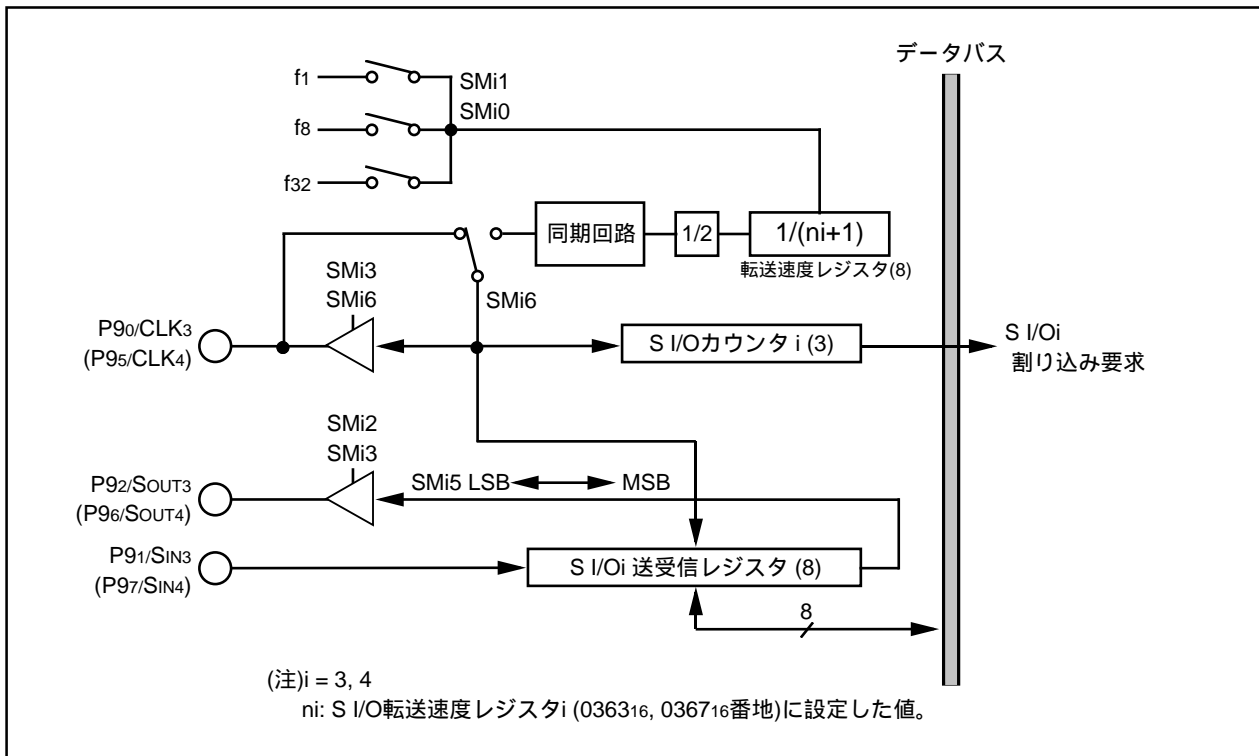 データバス
f1
SMi1
SMi0
f8
f32
同期回路
1/2
1/(ni+1)
転送速度レジスタ(8)
SMi3
SMi6
SMi6
P90/CLK3
(P95/CLK4)
S I/Oカウンタ i (3)
S I/Oi
割り込み要求
SMi2
SMi3
SMi5 LSB
MSB
P92/SOUT3
(P96/SOUT4)
P91/SIN3
(P97/SIN4)
S I/Oi 送受信レジスタ (8)
8
(注)i = 3, 4
ni: S I/O転送速度レジスタi (036316, 036716番地)に設定した値。